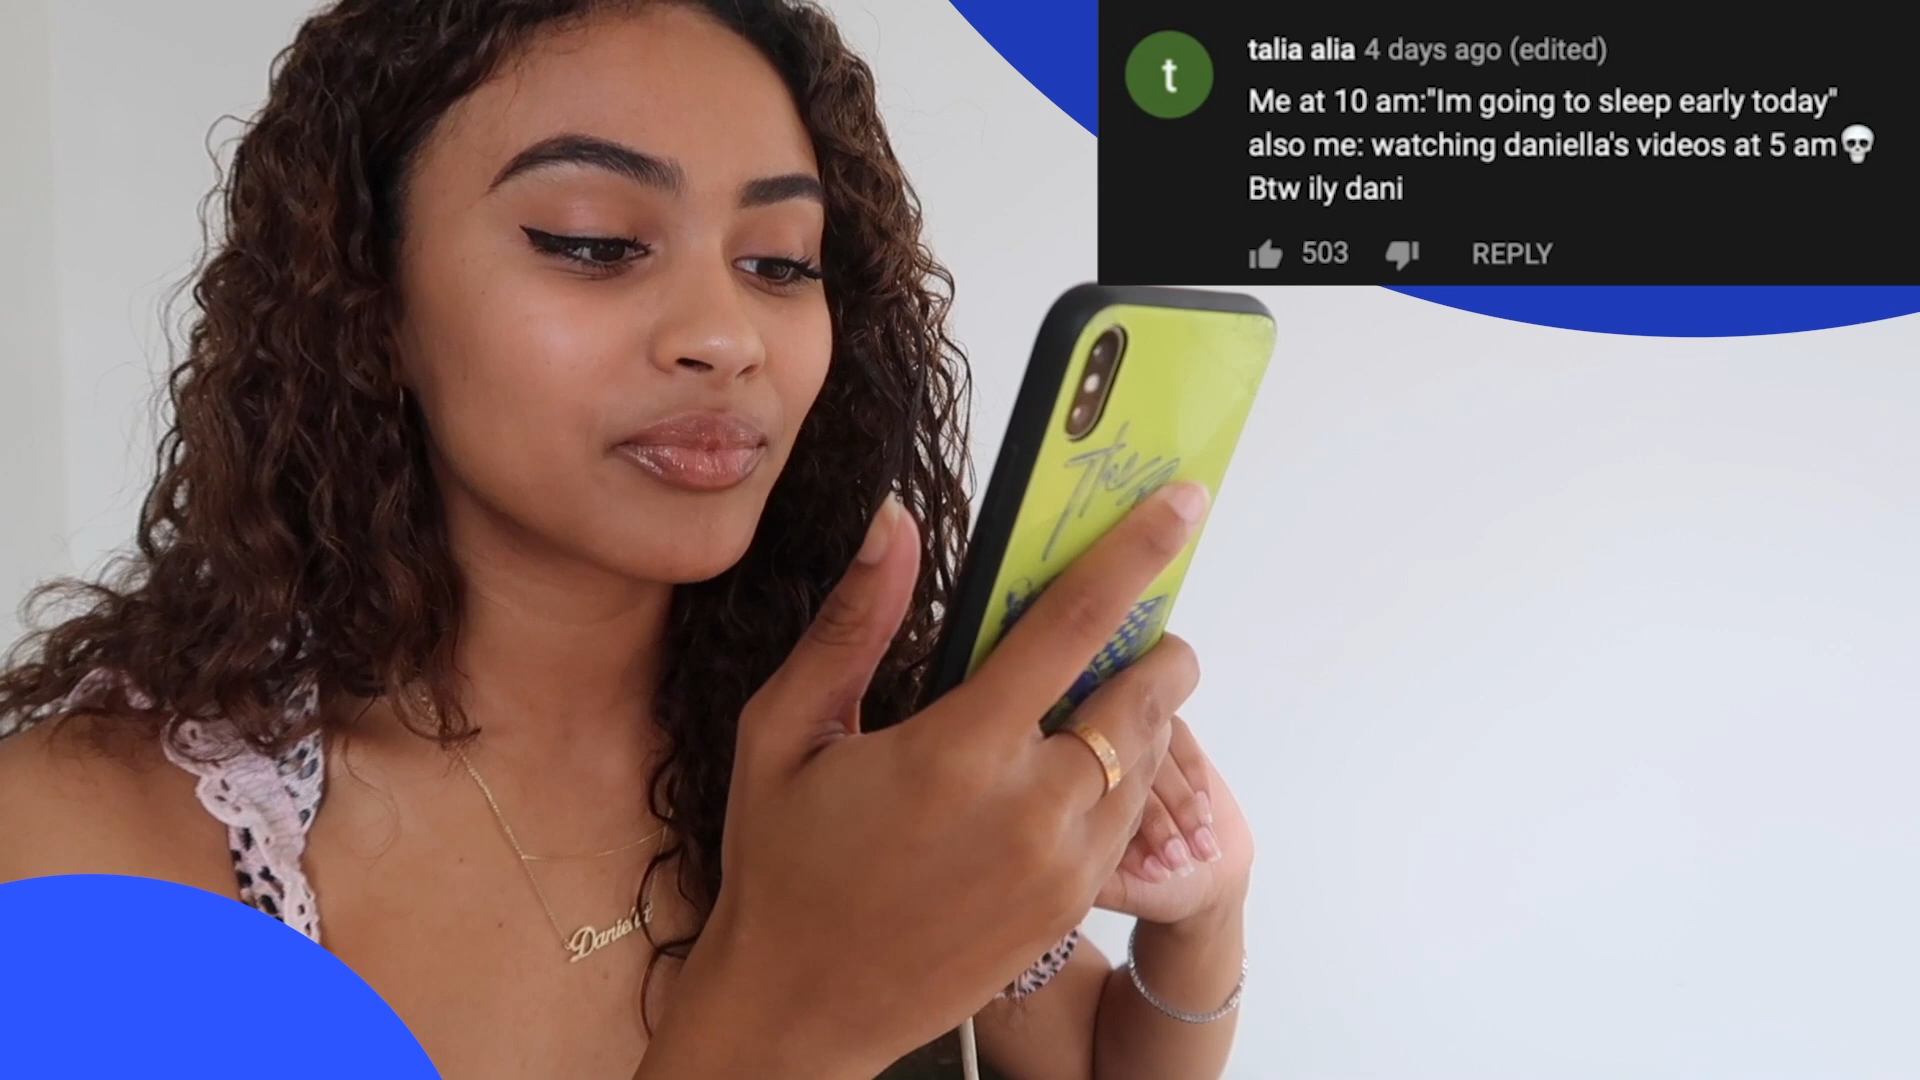 t
talia alia 4 days ago (edited)
Me at 10 am:"Im going to sleep early today"
also me: watching daniella's videos at 5 am💀
Btw ily dani
503 REPLY